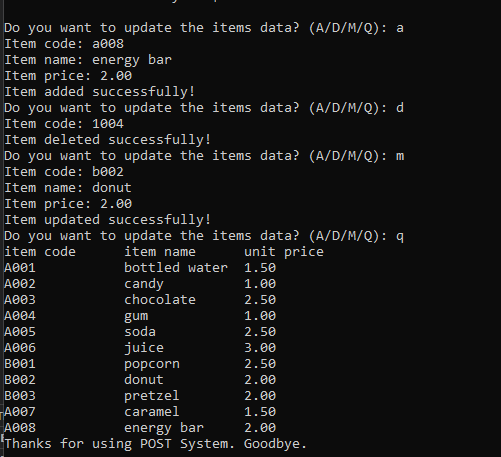 Do you want to update the items data? (A/D/M/Q): a
Item code: a008
Item name: energy bar
Item price: 2.00
Item added successfully!
Do you want to update the items data? (A/D/M/Q): d
Item code: 1004
Item deleted successfully!
Do you want to update the items data? (A/D/M/Q): m
Item code: b002
Item name: donut
Item price: 2.00
Item updated successfully!
Do you want to update the items data? (A/D/M/Q): q
item code item name unit price
A001 bottled water 1.50
A002 candy 1.00
A003 chocolate 2.50
A004 gum 1.00
A005 soda 2.50
A006 juice 3.00
B001 popcorn 2.50
B002 donut 2.00
B003 pretzel 2.00
A007 caramel 1.50
A008 energy bar 2.00
Thanks for using POST System. Goodbye.